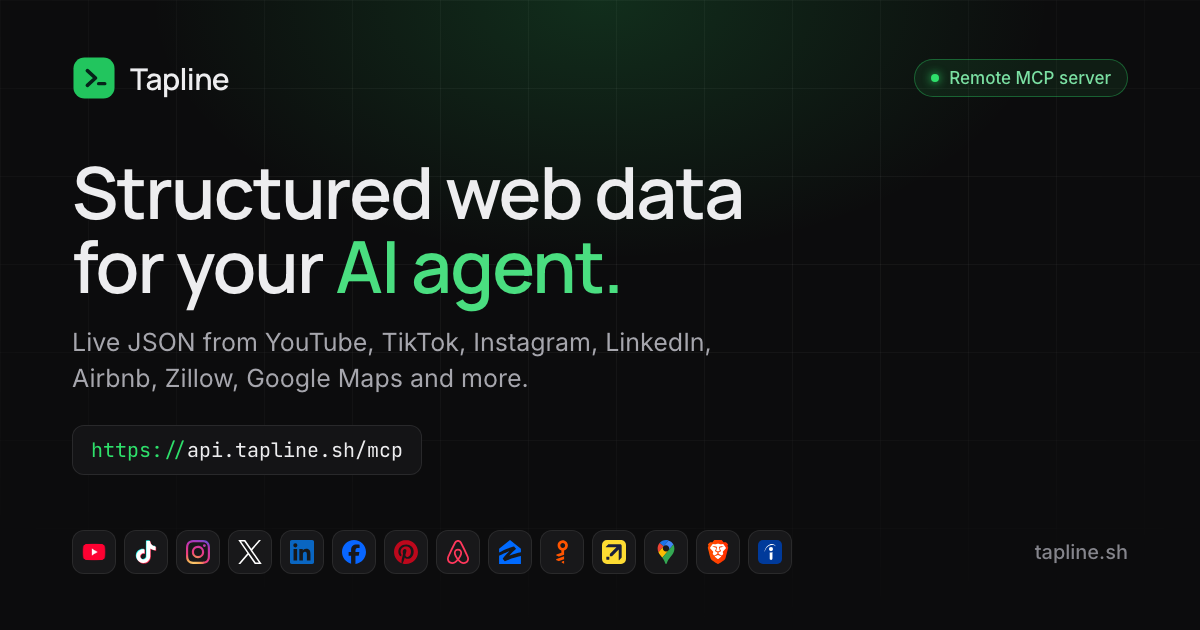 Tapline
Remote MCP server
Structured web data
for your AI agent.
Live JSON from YouTube, TikTok, Instagram, LinkedIn,
Airbnb, Zillow, Google Maps and more.
https://api.tapline.sh/mcp
tapline.sh